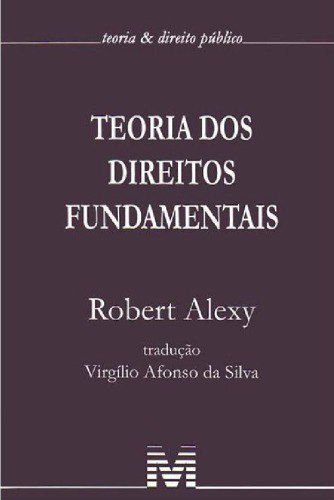 teoria & direito público
TEORIA DOS
DIREITOS
FUNDAMENTAIS
Robert Alexy
tradução
Virgílio Afonso da Silva
M